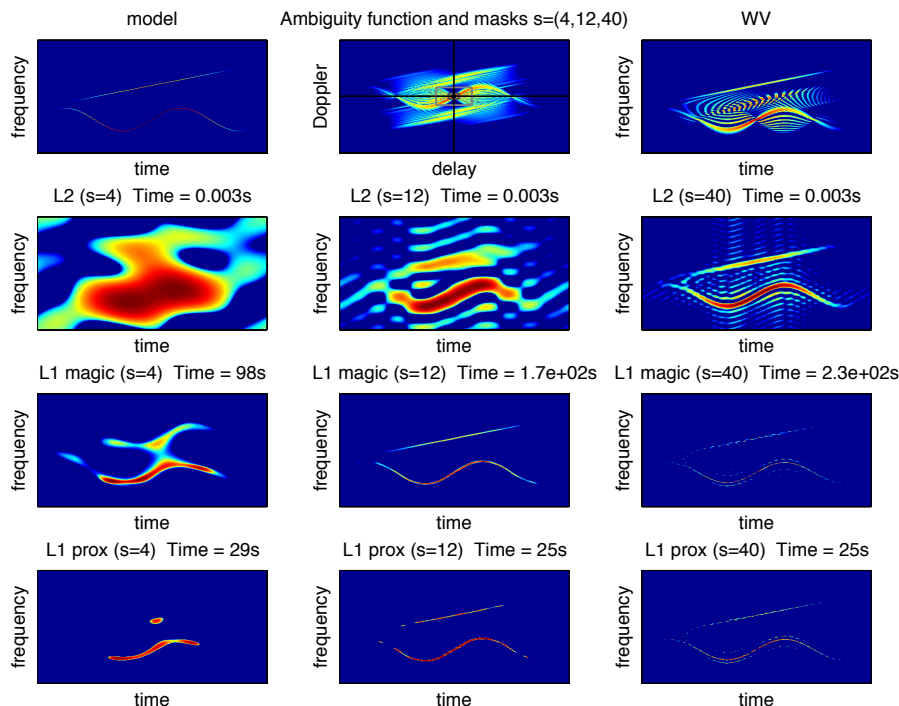 model
Ambiguity function and masks s=(4,12,40)
WV
frequency
Doppler
frequency
time
delay
time
L2 (s=4) Time = 0.003s
L2 (s=12) Time = 0.003s
L2 (s=40) Time = 0.003s
frequency
frequency
frequency
time
time
time
L1 magic (s=4) Time = 98s
L1 magic (s=12) Time = 1.7e+02s
L1 magic (s=40) Time = 2.3e+02s
frequency
frequency
frequency
time
time
time
L1 prox (s=4) Time = 29s
L1 prox (s=12) Time = 25s
L1 prox (s=40) Time = 25s
frequency
frequency
frequency
time
time
time